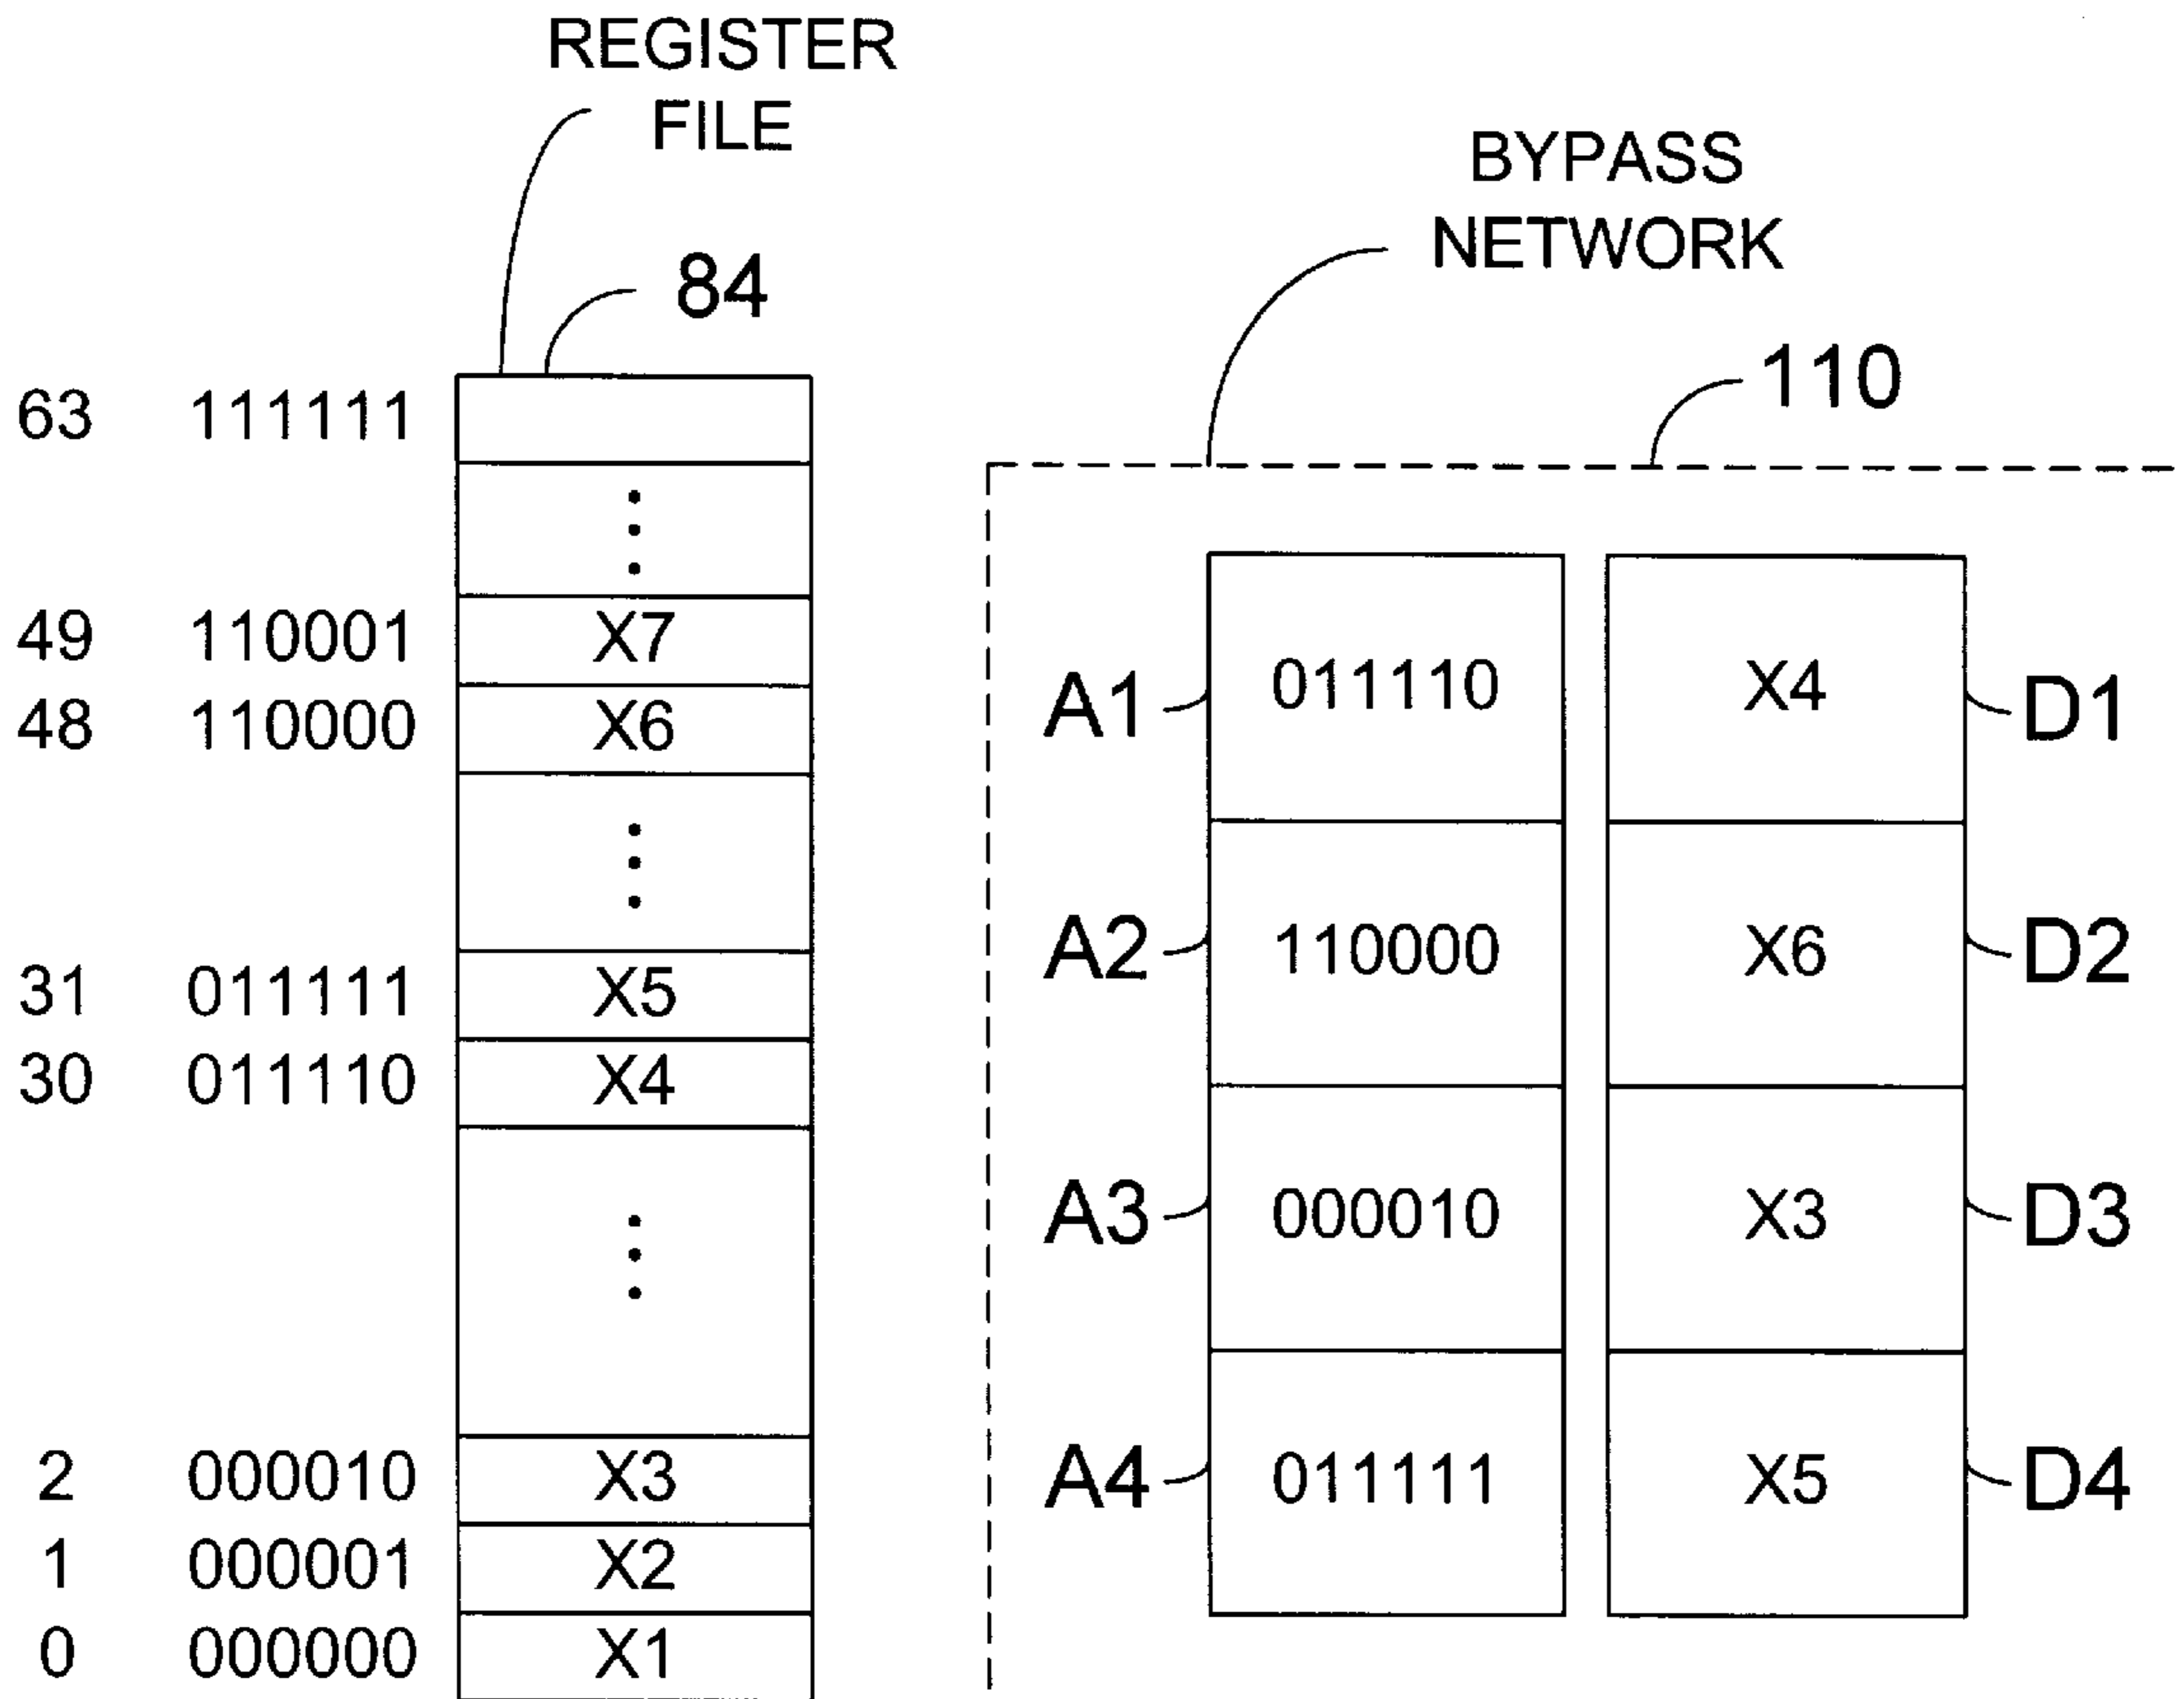 REGISTER
FILE
84
BYPASS
NETWORK
110
63 111111
49 110001 X7
48 110000 X6
31 011111 X5
30 011110 X4
2 000010 X3
1 000001 X2
0 000000 X1
A1 011110 X4 D1
A2 110000 X6 D2
A3 000010 X3 D3
A4 011111 X5 D4